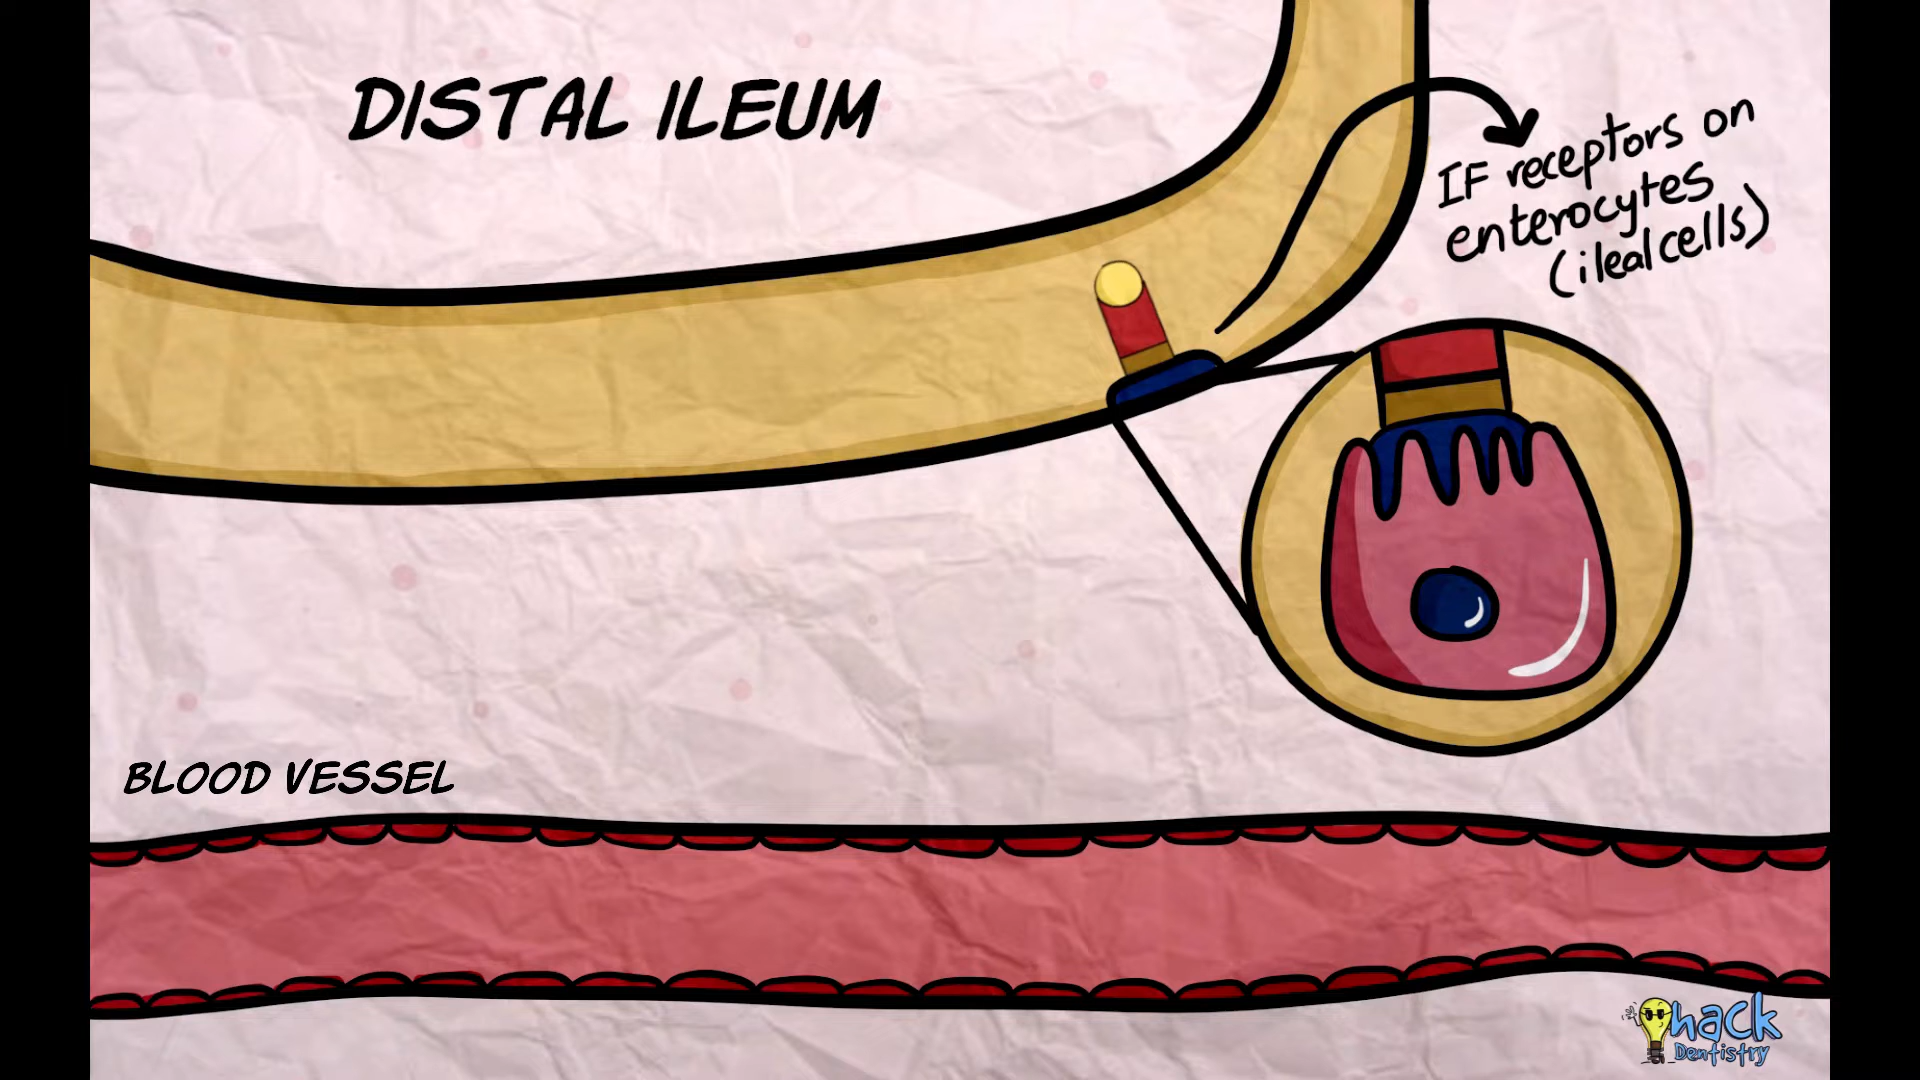 DISTAL ILEUM
IF receptors on
enterocytes
(ileal cells)
BLOOD VESSEL
hack
Dentistry